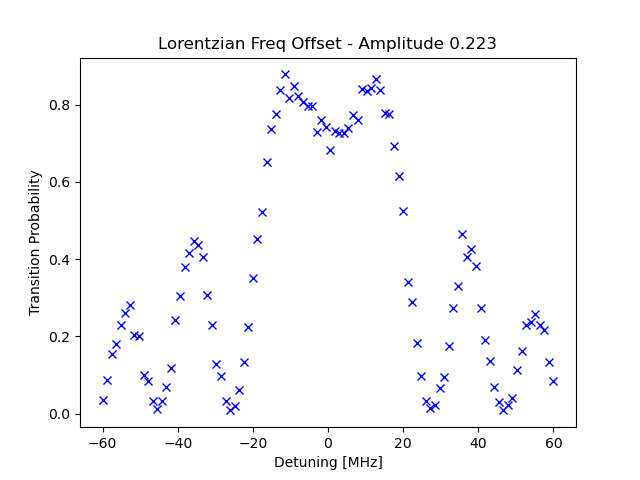 Lorentzian Freq Offset - Amplitude 0.223
Transition Probability
0.8
0.6
0.4
0.2
0.0
−60 −40 −20 0 20 40 60
Detuning [MHz]